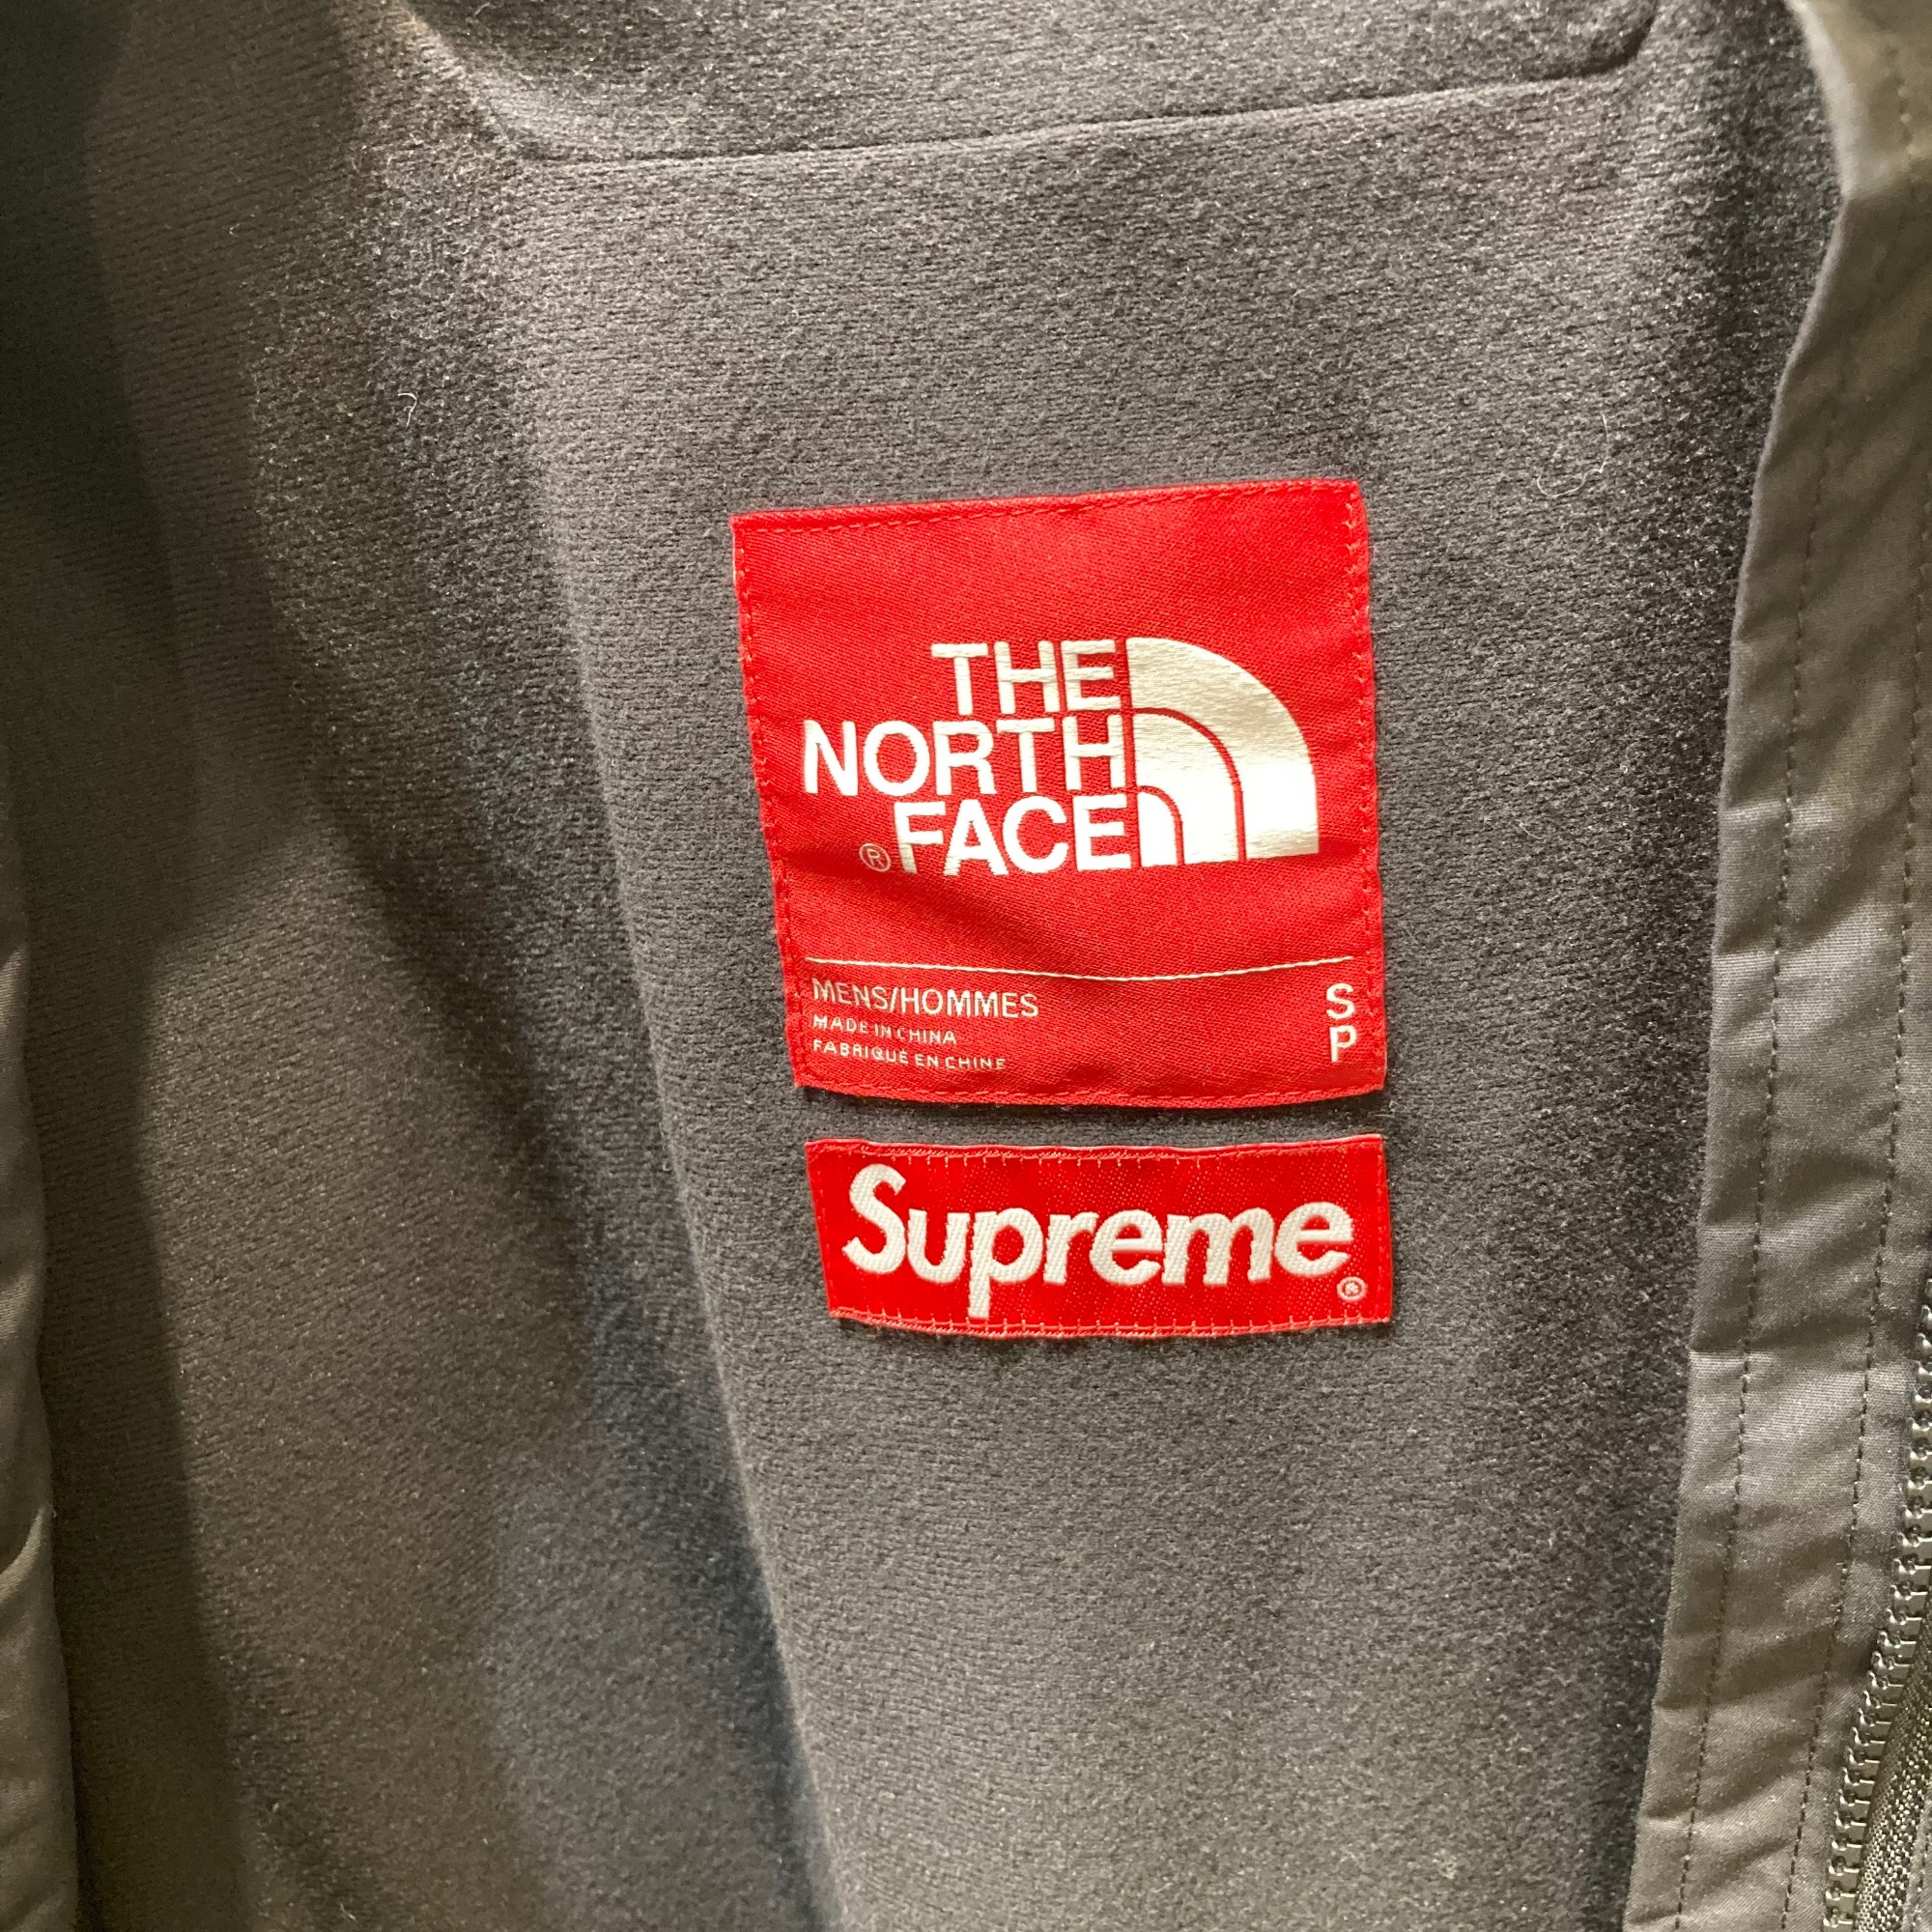 THE
NORTH
®FACE
MENS/HOMMES S
MADE IN CHINA P
FABRIQUÉ EN CHINE
Supreme®